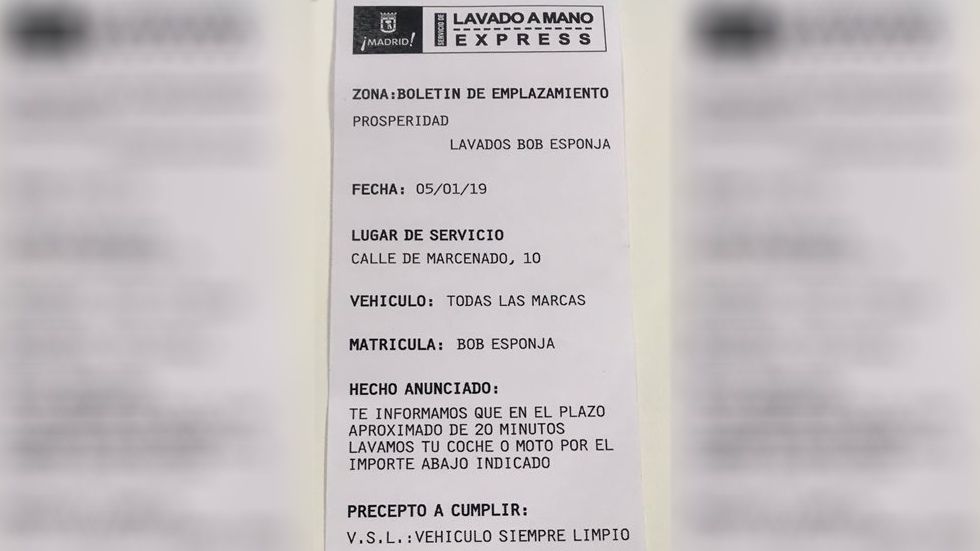 ¡MADRID!
SERVICIO DE
LAVADO A MANO
EXPRESS
ZONA:BOLETIN DE EMPLAZAMIENTO
PROSPERIDAD
LAVADOS BOB ESPONJA
FECHA: 05/01/19
LUGAR DE SERVICIO
CALLE DE MARCENADO, 10
VEHICULO: TODAS LAS MARCAS
MATRICULA: BOB ESPONJA
HECHO ANUNCIADO:
TE INFORMAMOS QUE EN EL PLAZO
APROXIMADO DE 20 MINUTOS
LAVAMOS TU COCHE O MOTO POR EL
IMPORTE ABAJO INDICADO
PRECEPTO A CUMPLIR:
V.S.L.:VEHICULO SIEMPRE LIMPIO